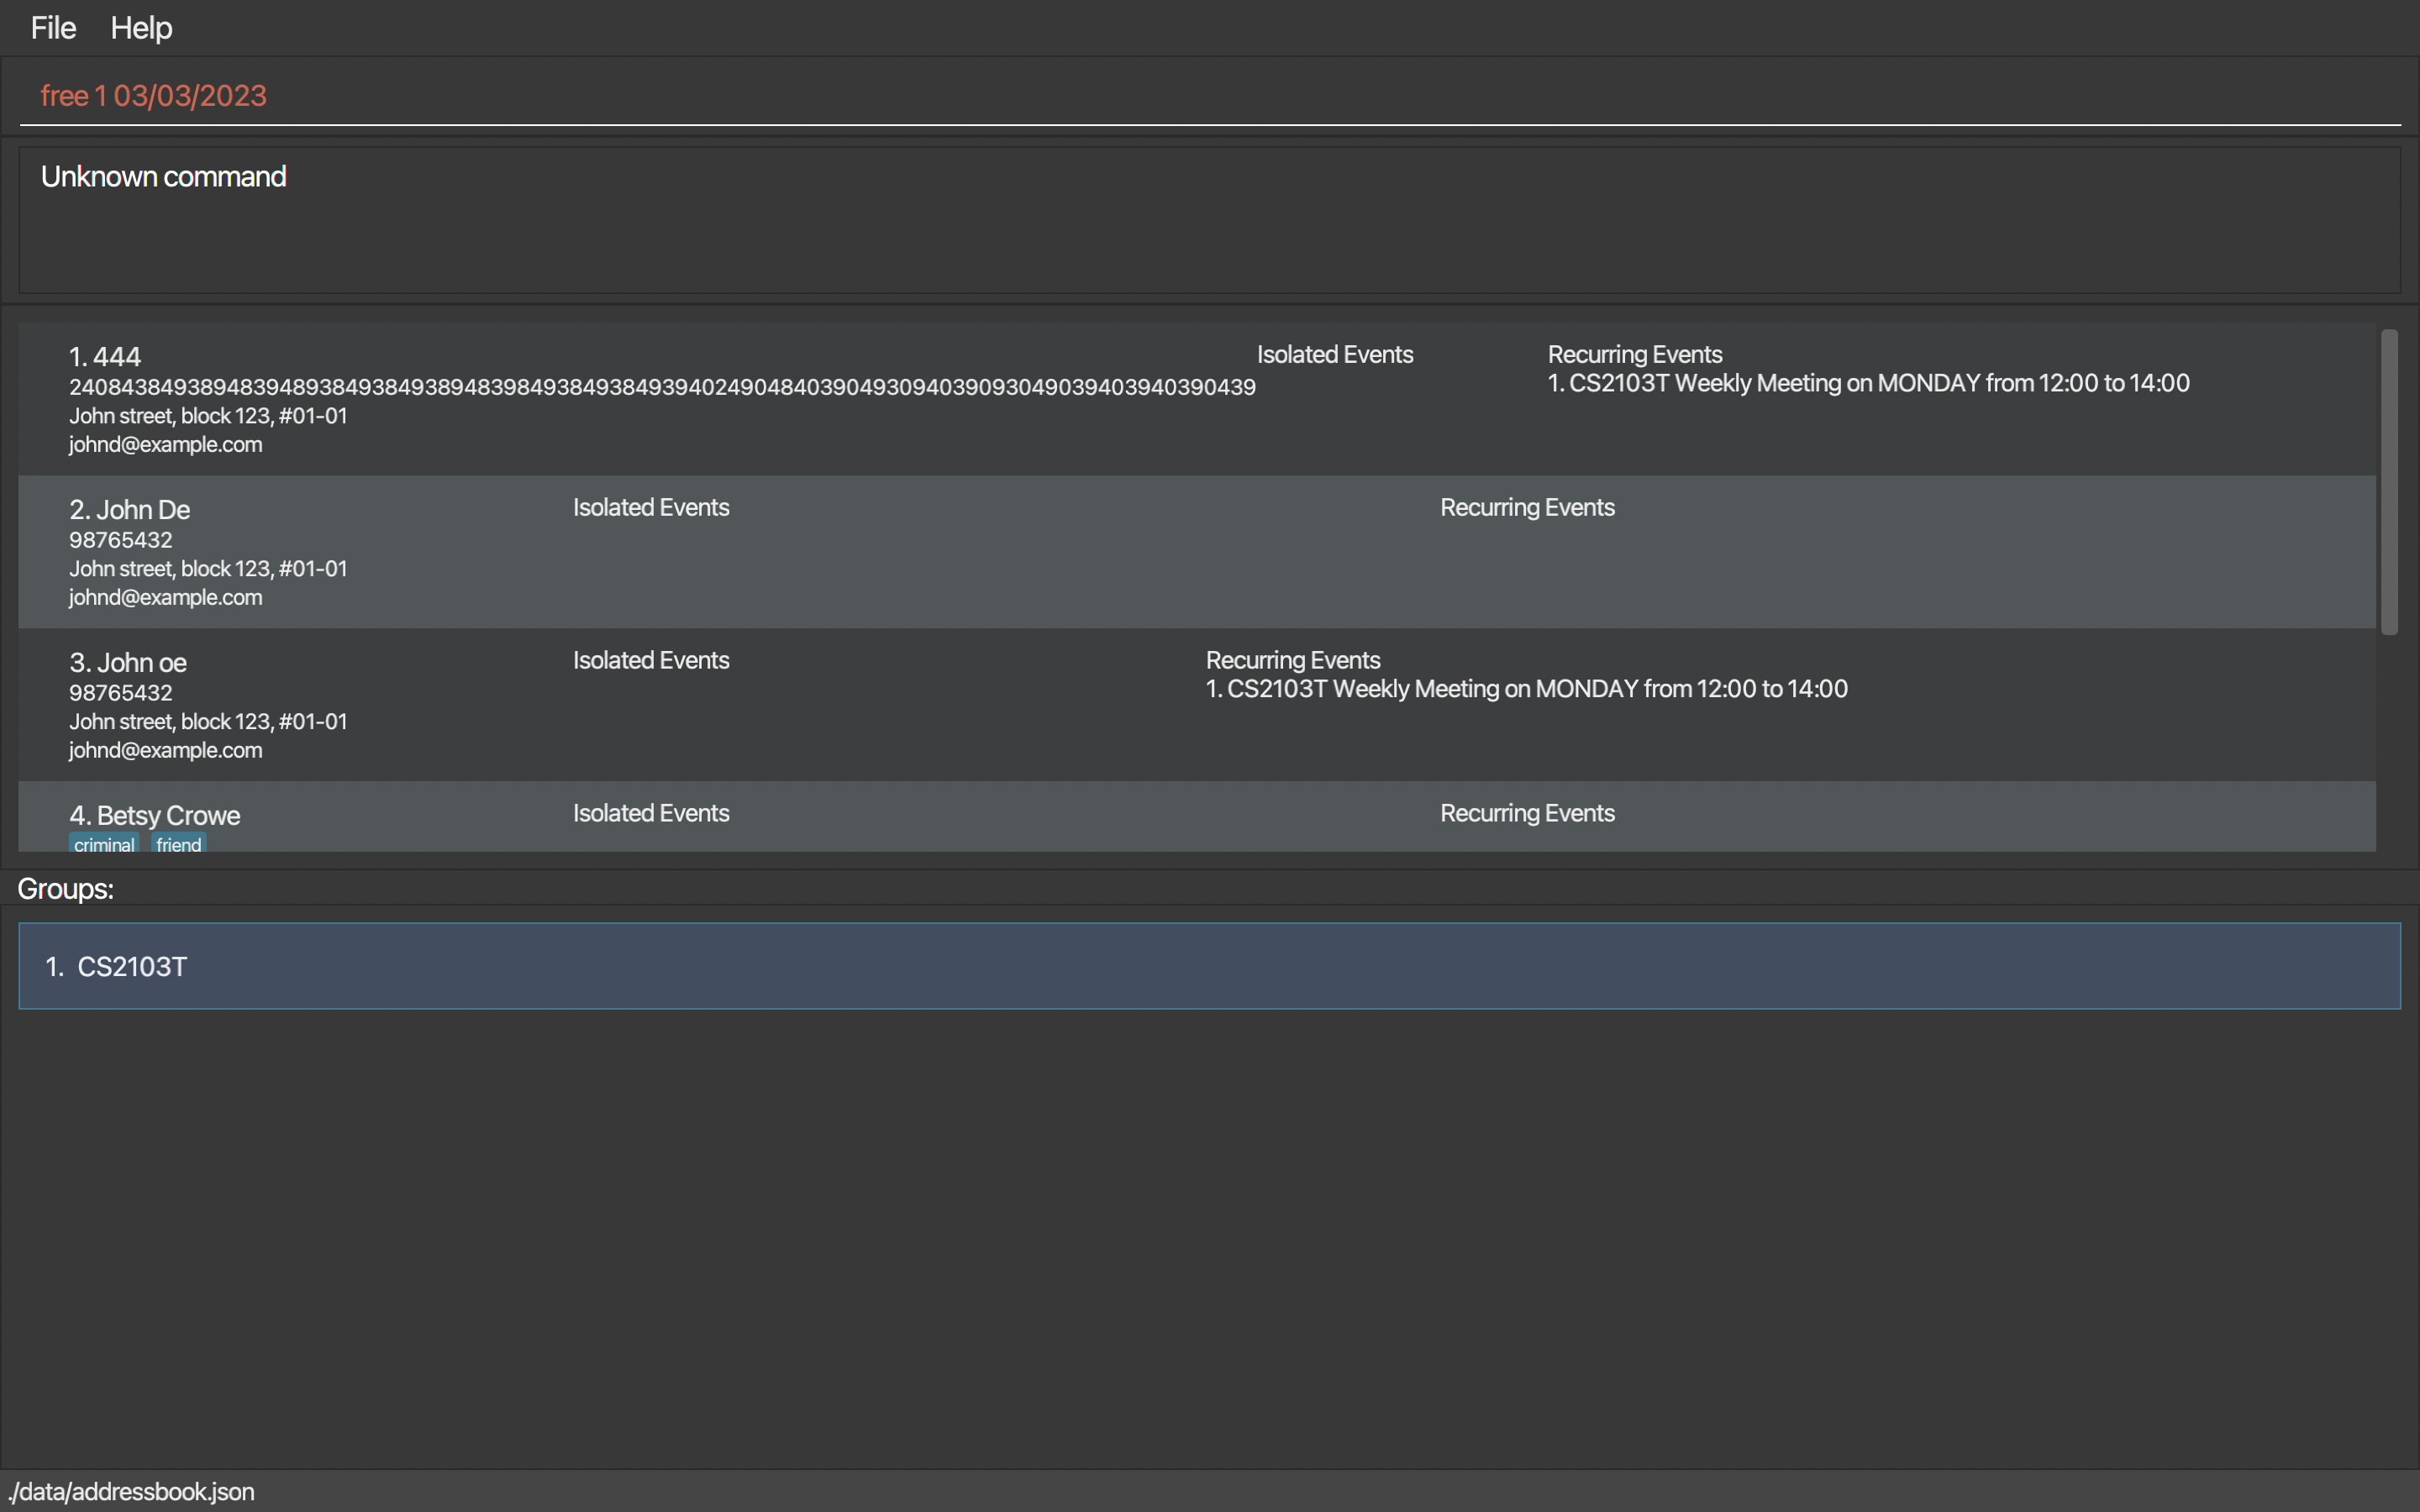 File Help
free 1 03/03/2023
Unknown command
1. 444
24084384938948394893849384938948398493849384939402490484039049309403909304903940394039​0439
John street, block 123, #01-01
johnd@example.com
Isolated Events
Recurring Events
1. CS2103T Weekly Meeting on MONDAY from 12:00 to 14:00
2. John De
98765432
John street, block 123, #01-01
johnd@example.com
Isolated Events
Recurring Events
3. John oe
98765432
John street, block 123, #01-01
johnd@example.com
Isolated Events
Recurring Events
1. CS2103T Weekly Meeting on MONDAY from 12:00 to 14:00
4. Betsy Crowe
criminal friend
Isolated Events
Recurring Events
Groups:
1. CS2103T
./data/addressbook.json